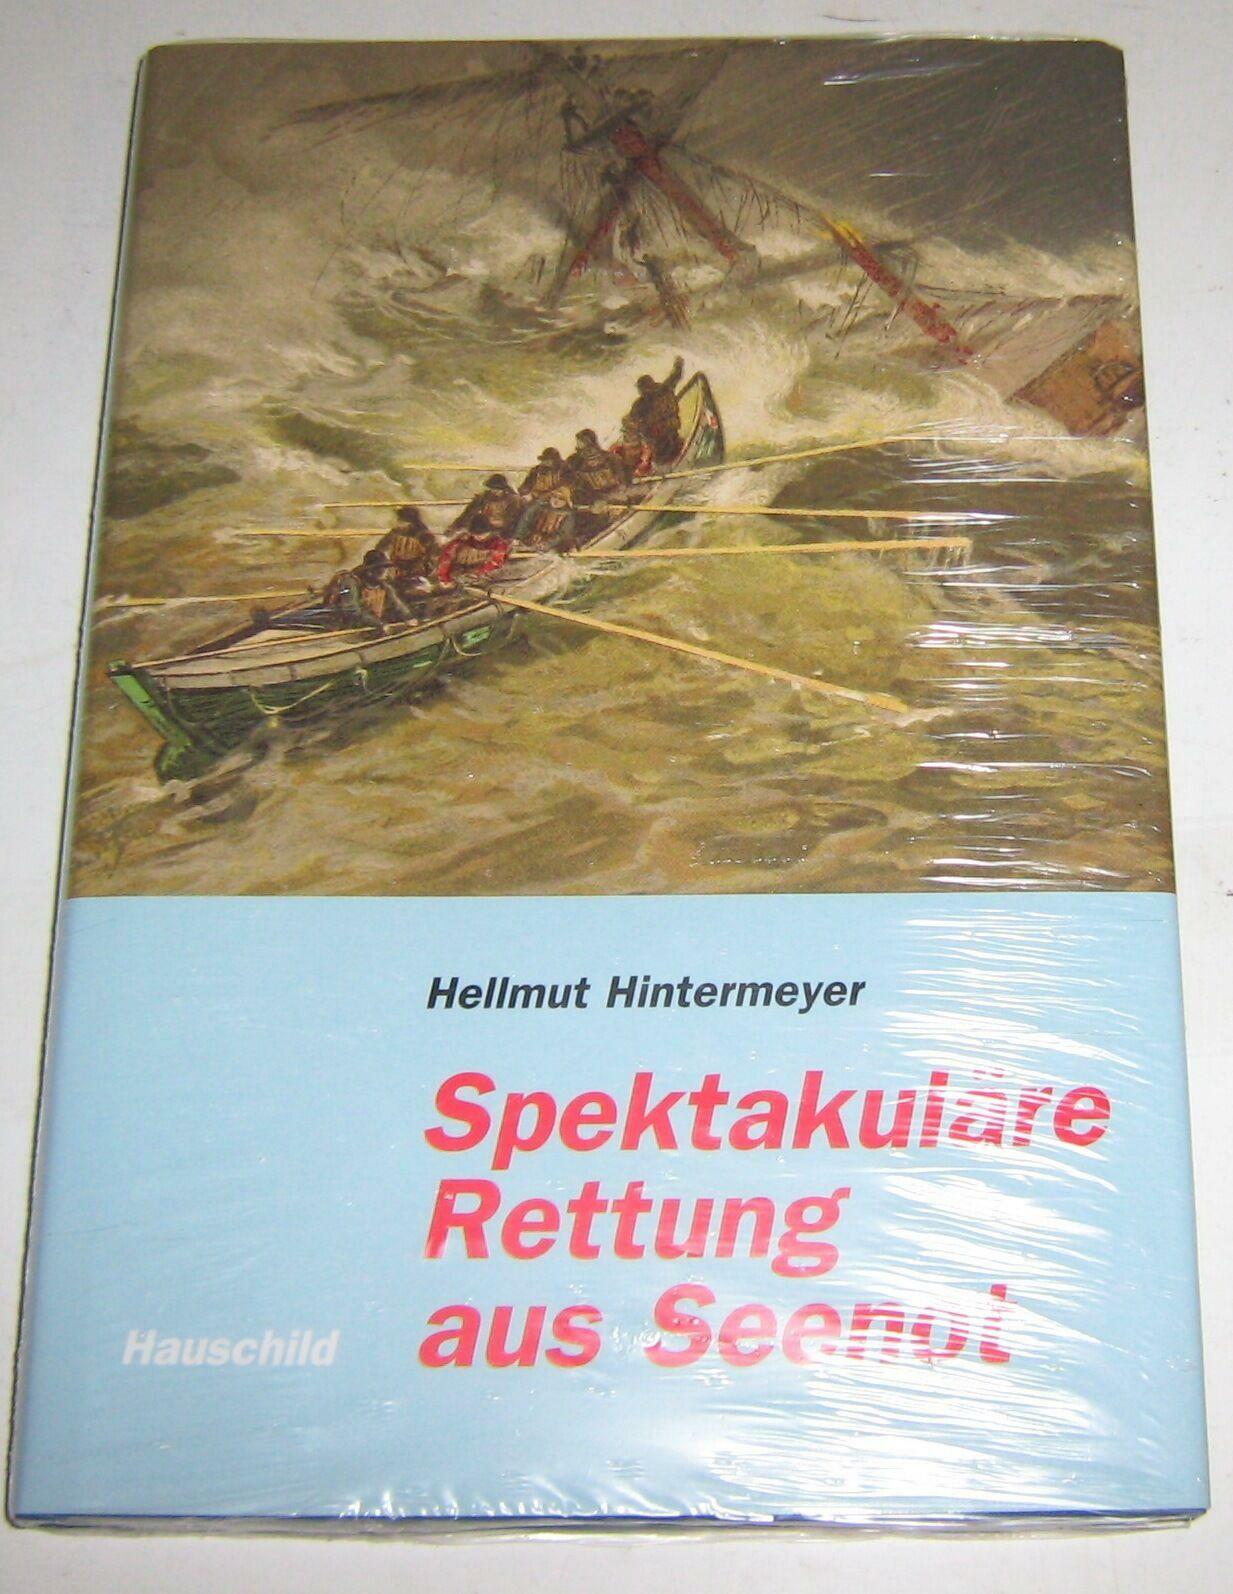 Hellmut Hintermeyer
Spektakuläre
Rettung
aus Seenot
Hauschild